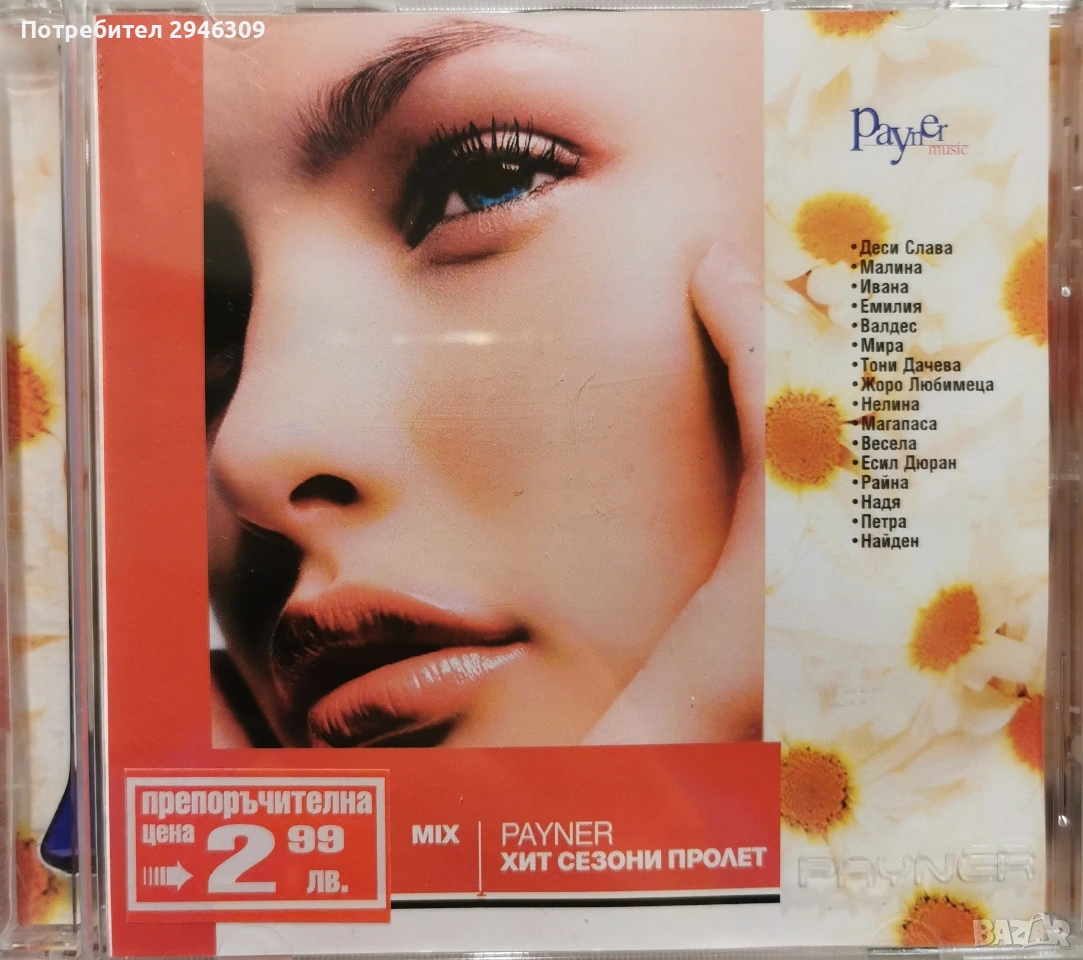 Потребител 2946309
Payner
music
•Деси Слава
•Малина
•Ивана
•Емилия
•Валдес
•Мира
•Тони Дачева
•Жоро Любимеца
•Нелина
•Магапаса
•Весела
•Есил Дюран
•Райна
•Надя
•Петра
•Найден
препоръчителна
цена
2 99
лв.
MIX
PAYNER
ХИТ СЕЗОНИ ПРОЛЕТ
PAYNER
BAZAR